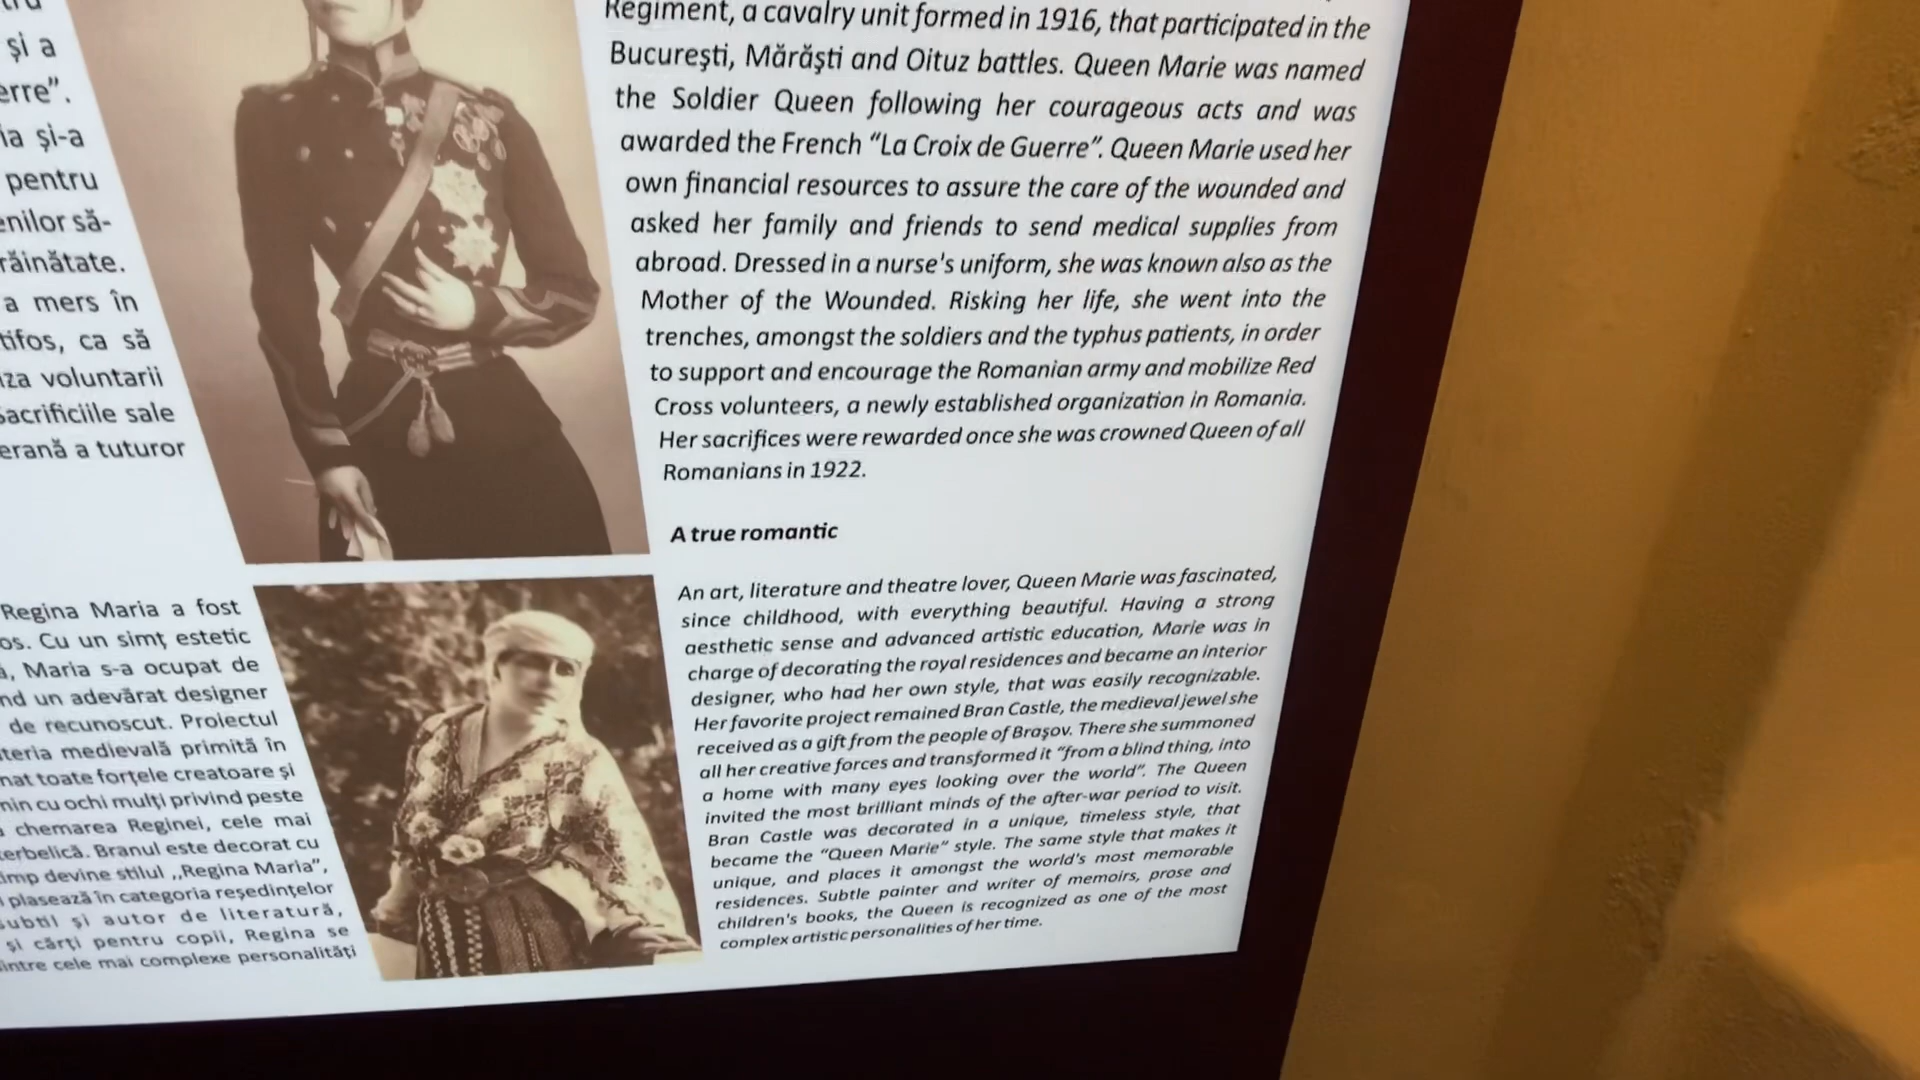 şi a
erre”.
ia şi-a
pentru
enilor să-
răinătate.
a mers în
tifos, ca să
iza voluntarii
Sacrificiile sale
erană a tuturor
Regina Maria a fost
os. Cu un simţ estetic
ă, Maria s-a ocupat de
nd un adevărat designer
de recunoscut. Proiectul
iteria medievală primită în
nat toate forţele creatoare şi
min cu ochi mulţi privind peste
a chemarea Reginei, cele mai
terbelică. Branul este decorat cu
imp devine stilul ,,Regina Maria”,
i plasează în categoria reşedinţelor
subtil şi autor de literatură,
şi cărţi pentru copii, Regina se
intre cele mai complexe personalităţi
Regiment, a cavalry unit formed in 1916, that participated in the
Bucureşti, Mărăşti and Oituz battles. Queen Marie was named
the Soldier Queen following her courageous acts and was
awarded the French “La Croix de Guerre”. Queen Marie used her
own financial resources to assure the care of the wounded and
asked her family and friends to send medical supplies from
abroad. Dressed in a nurse's uniform, she was known also as the
Mother of the Wounded. Risking her life, she went into the
trenches, amongst the soldiers and the typhus patients, in order
to support and encourage the Romanian army and mobilize Red
Cross volunteers, a newly established organization in Romania.
Her sacrifices were rewarded once she was crowned Queen of all
Romanians in 1922.
A true romantic
An art, literature and theatre lover, Queen Marie was fascinated,
since childhood, with everything beautiful. Having a strong
aesthetic sense and advanced artistic education, Marie was in
charge of decorating the royal residences and became an interior
designer, who had her own style, that was easily recognizable.
Her favorite project remained Bran Castle, the medieval jewel she
received as a gift from the people of Braşov. There she summoned
all her creative forces and transformed it “from a blind thing, into
a home with many eyes looking over the world”. The Queen
invited the most brilliant minds of the after-war period to visit.
Bran Castle was decorated in a unique, timeless style, that
became the “Queen Marie” style. The same style that makes it
unique, and places it amongst the world's most memorable
residences. Subtle painter and writer of memoirs, prose and
children's books, the Queen is recognized as one of the most
complex artistic personalities of her time.